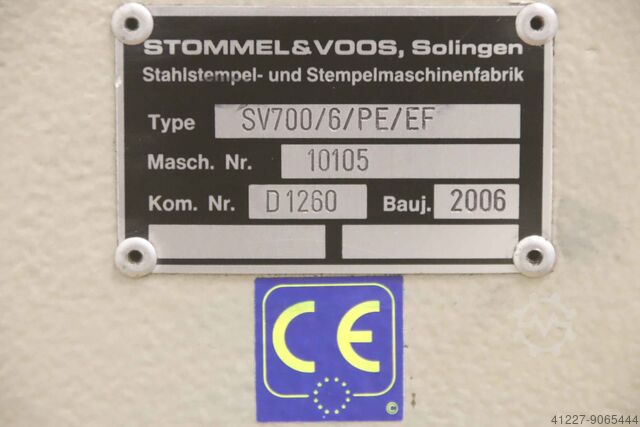 STOMMEL&VOOS, Solingen
Stahlstempel- und Stempelmaschinenfabrik
Type SV700/6/PE/EF
Masch. Nr. 10105
Kom. Nr. D1260 Bauj. 2006
CE
41227-9065444